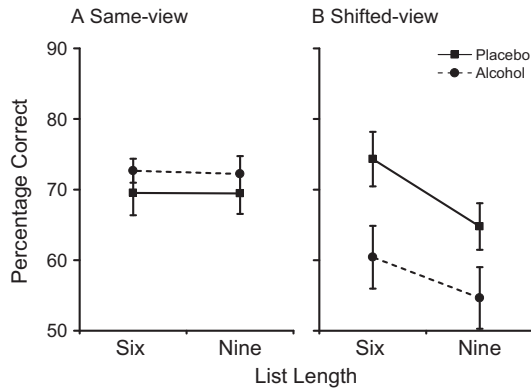 A Same-view
B Shifted-view
Placebo
Alcohol
Percentage Correct
90
80
70
60
50
Six
Nine
Six
Nine
List Length